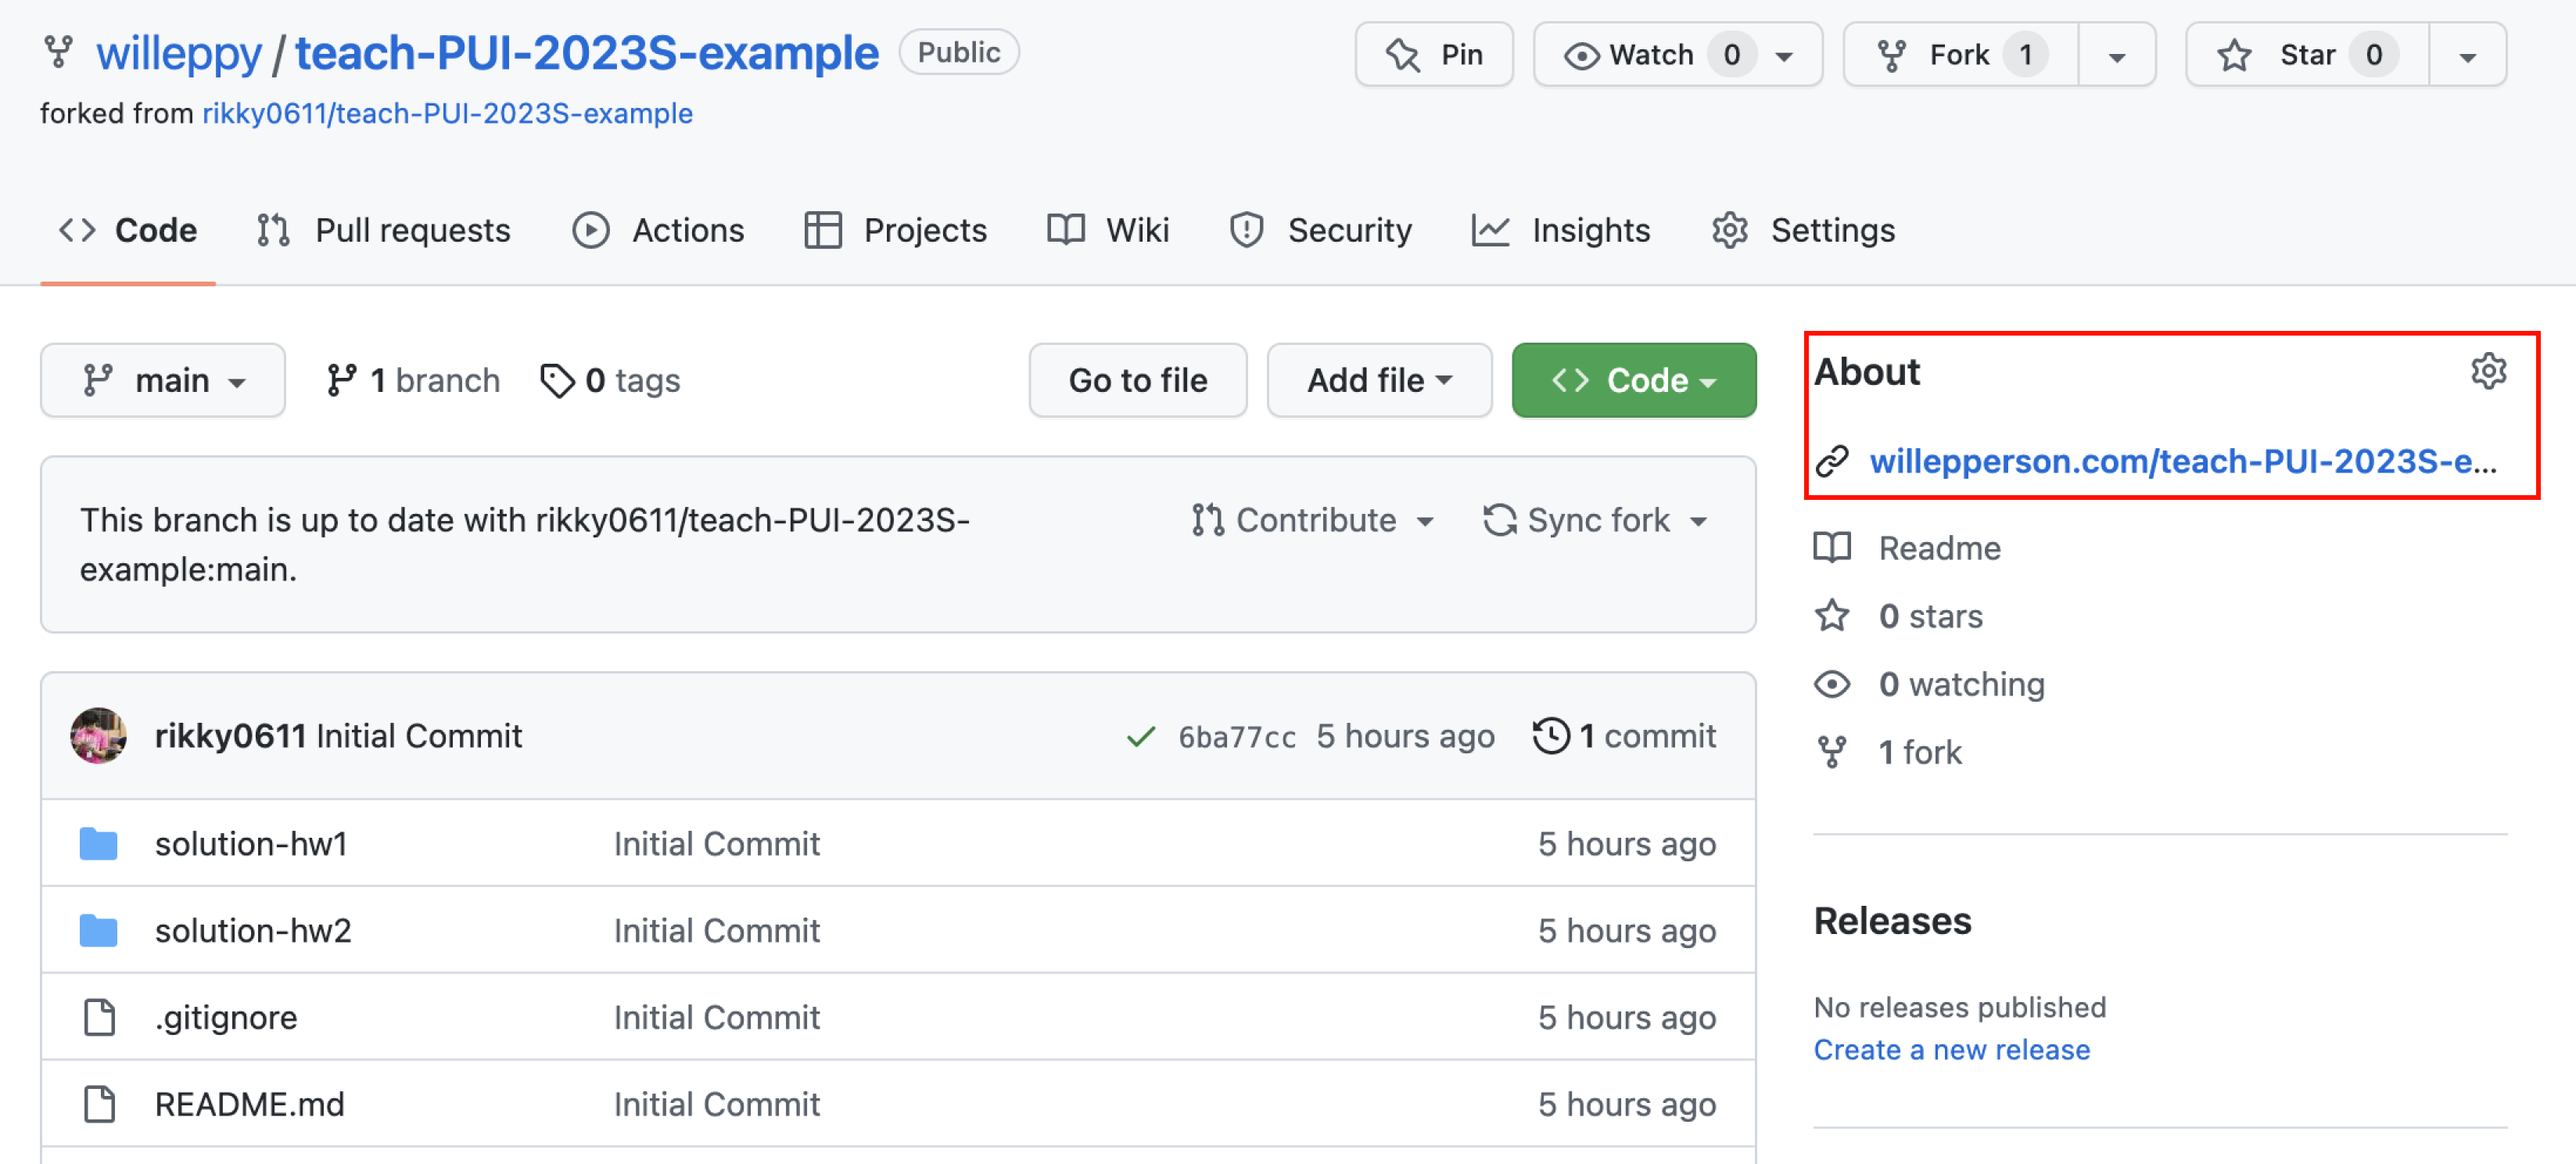 willeppy / teach-PUI-2023S-example Public
Pin
Watch 0
Fork 1
Star 0
forked from rikky0611/teach-PUI-2023S-example
Code
Pull requests
Actions
Projects
Wiki
Security
Insights
Settings
main
1 branch
0 tags
Go to file
Add file
Code
This branch is up to date with rikky0611/teach-PUI-2023S-
example:main.
Contribute
Sync fork
rikky0611 Initial Commit
6ba77cc 5 hours ago
1 commit
solution-hw1 Initial Commit 5 hours ago
solution-hw2 Initial Commit 5 hours ago
.gitignore Initial Commit 5 hours ago
README.md Initial Commit 5 hours ago
About
willepperson.com/teach-PUI-2023S-e...
Readme
0 stars
0 watching
1 fork
Releases
No releases published
Create a new release